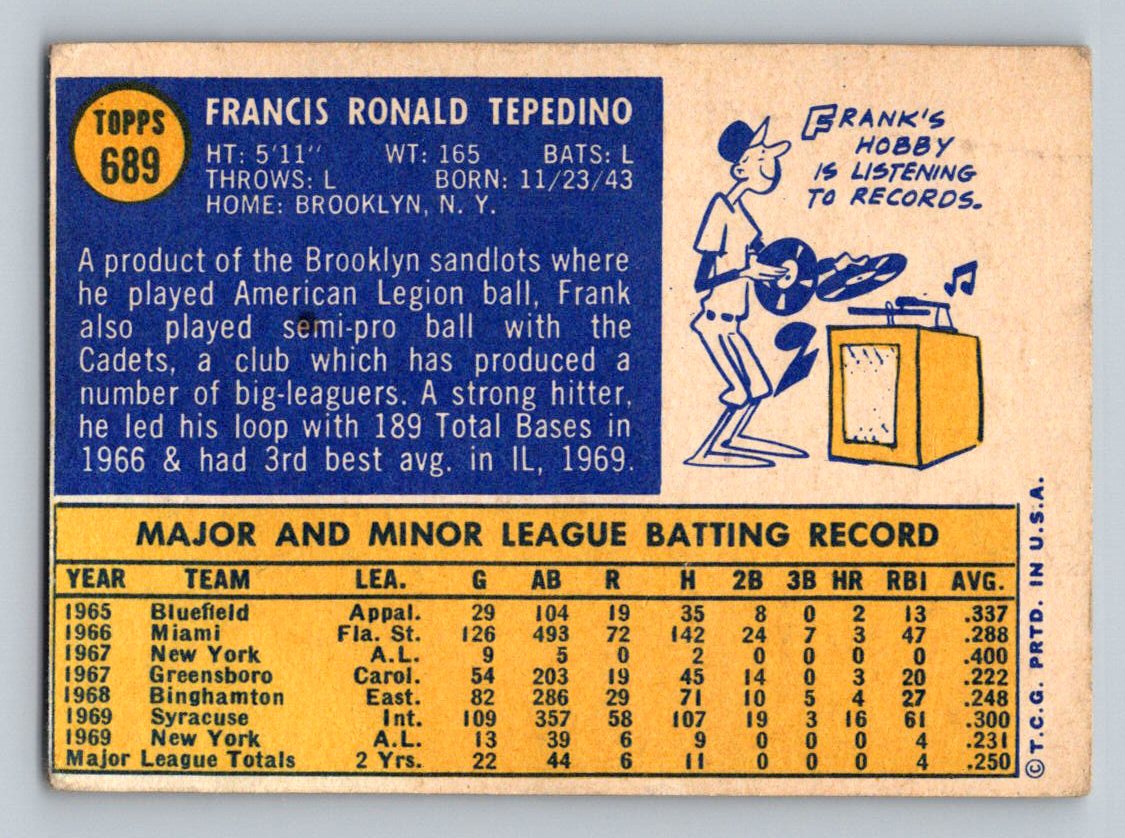 TOPPS
689
FRANCIS RONALD TEPEDINO
HT: 5'11" WT: 165 BATS: L
THROWS: L BORN: 11/23/43
HOME: BROOKLYN, N. Y.
A product of the Brooklyn sandlots where
he played American Legion ball, Frank
also played semi-pro ball with the
Cadets, a club which has produced a
number of big-leaguers. A strong hitter,
he led his loop with 189 Total Bases in
1966 & had 3rd best avg. in IL, 1969.
FRANK'S
HOBBY
IS LISTENING
TO RECORDS.
MAJOR AND MINOR LEAGUE BATTING RECORD
YEAR TEAM LEA. G AB R H 2B 3B HR RBI AVG.
1965 Bluefield Appal. 29 104 19 35 8 0 2 13 .337
1966 Miami Fla. St. 126 493 72 142 24 7 3 47 .288
1967 New York A.L. 9 5 0 2 0 0 0 0 .400
1967 Greensboro Carol. 54 203 19 45 14 0 3 20 .222
1968 Binghamton East. 82 286 29 71 10 5 4 27 .248
1969 Syracuse Int. 109 357 58 107 19 3 16 61 .300
1969 New York A.L. 13 39 6 9 0 0 0 4 .231
Major League Totals 2 Yrs. 22 44 6 11 0 0 0 4 .250
© T.C.G. PRTD. IN U.S.A.